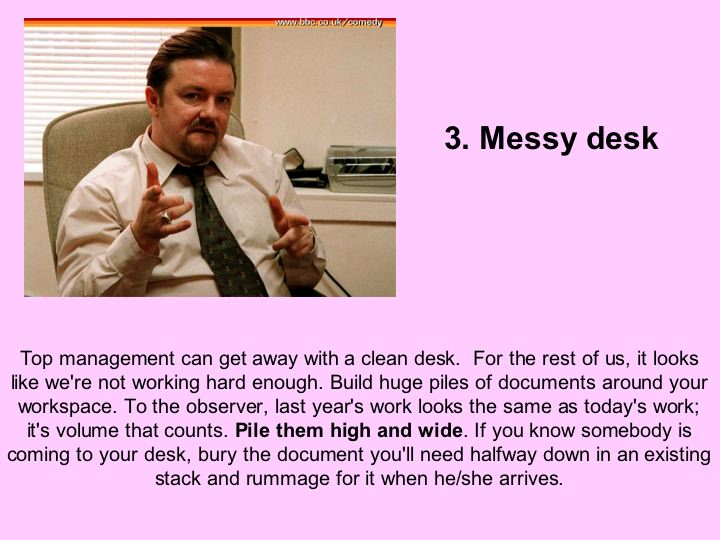 www.bbc.co.uk/comedy
3. Messy desk
Top management can get away with a clean desk.  For the rest of us, it looks
like we're not working hard enough. Build huge piles of documents around your
workspace. To the observer, last year's work looks the same as today's work;
it's volume that counts. Pile them high and wide. If you know somebody is
coming to your desk, bury the document you'll need halfway down in an existing
stack and rummage for it when he/she arrives.